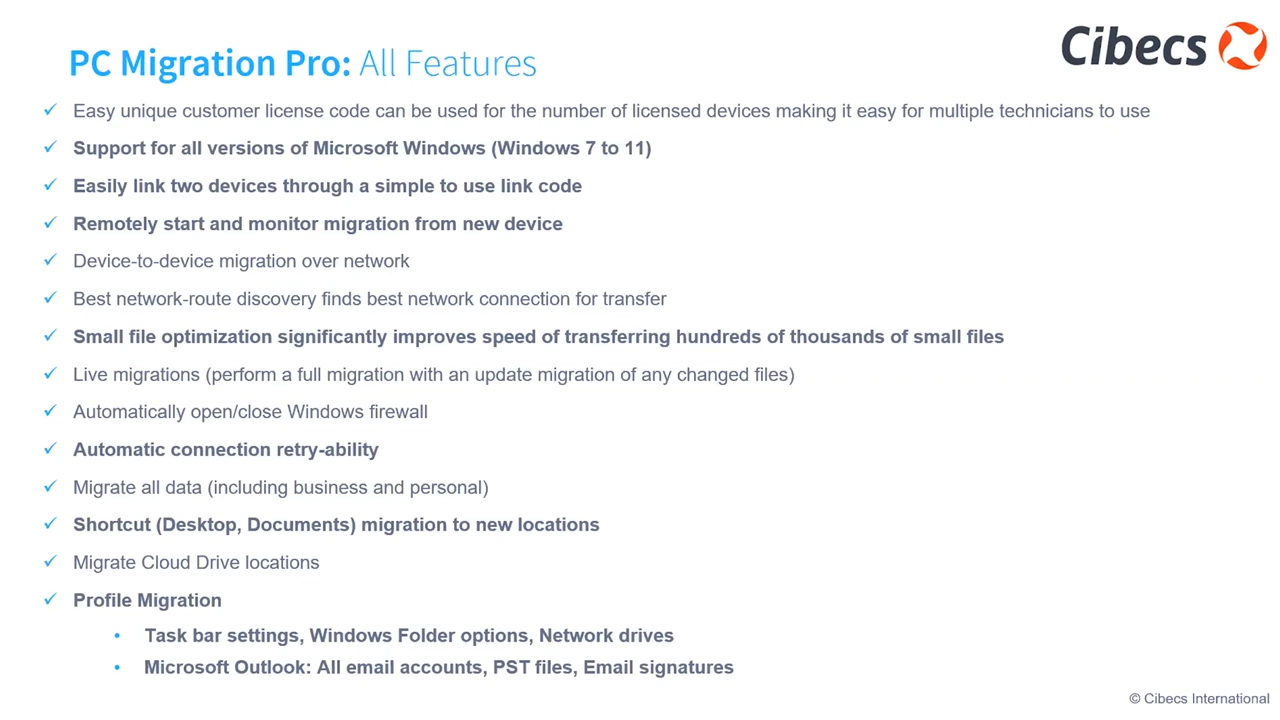 Cibecs
PC Migration Pro: All Features
Easy unique customer license code can be used for the number of licensed devices making it easy for multiple technicians to use
Support for all versions of Microsoft Windows (Windows 7 to 11)
Easily link two devices through a simple to use link code
Remotely start and monitor migration from new device
Device-to-device migration over network
Best network-route discovery finds best network connection for transfer
Small file optimization significantly improves speed of transferring hundreds of thousands of small files
Live migrations (perform a full migration with an update migration of any changed files)
Automatically open/close Windows firewall
Automatic connection retry-ability
Migrate all data (including business and personal)
Shortcut (Desktop, Documents) migration to new locations
Migrate Cloud Drive locations
Profile Migration
Task bar settings, Windows Folder options, Network drives
Microsoft Outlook: All email accounts, PST files, Email signatures
© Cibecs International